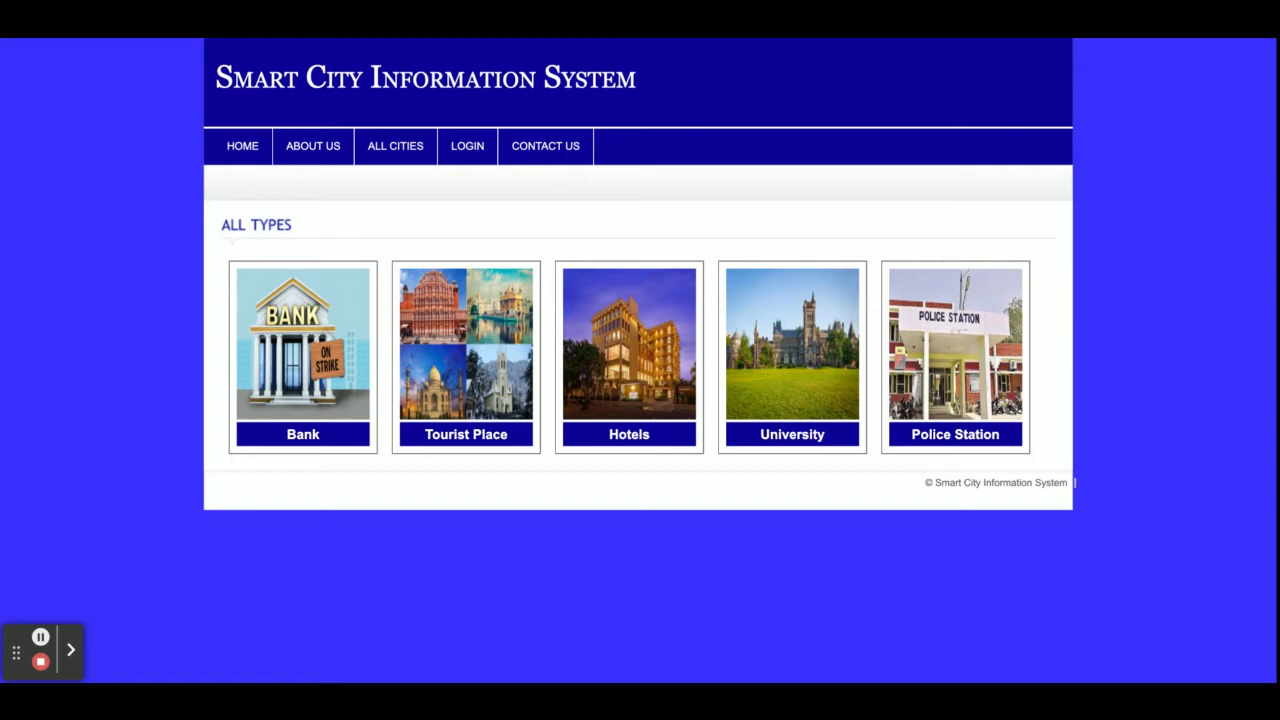 Smart City Information System
HOME ABOUT US ALL CITIES LOGIN CONTACT US
ALL TYPES
BANK
ON
STRIKE
POLICE STATION
Bank Tourist Place Hotels University Police Station
© Smart City Information System